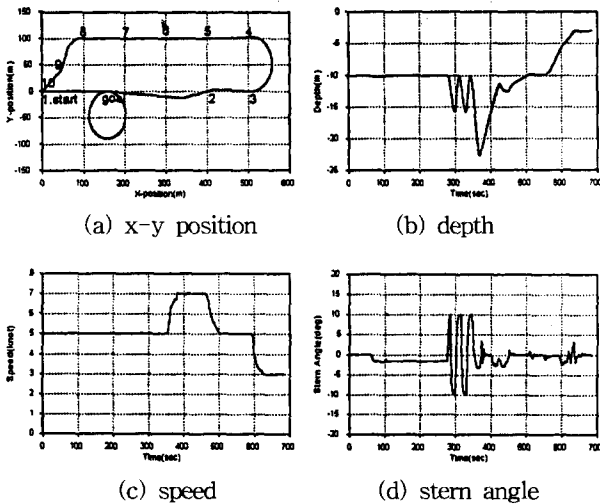 150
100
50
0
-50
-100
-150
0 100 200 300 400 500 600
Y-position(m)
X-position(m)
8 7 6 5 4
9
10
1.start
2 3
(a) x-y position
0
-5
-10
-15
-20
-25
0 100 200 300 400 500 600 700
Depth(m)
Time(sec)
(b) depth
8
7
6
5
4
3
2
1
0
0 100 200 300 400 500 600 700
Speed(knot)
Time(sec)
(c) speed
20
15
10
5
0
-5
-10
-15
-20
0 100 200 300 400 500 600 700
Stern Angle(deg)
Time(sec)
(d) stern angle